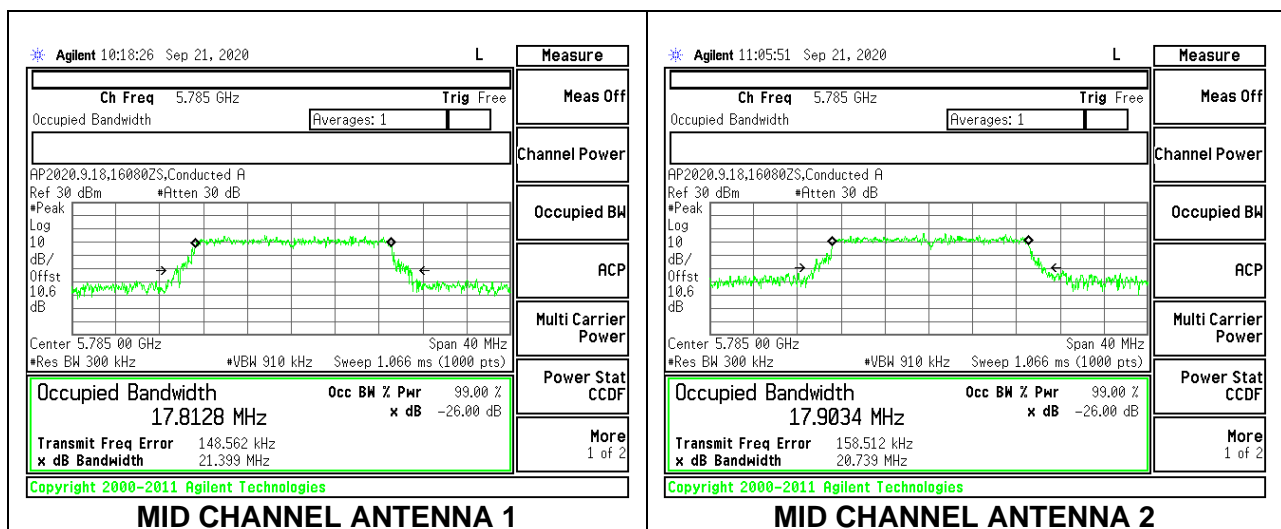 Agilent 10:18:26 Sep 21, 2020 L
Measure
Ch Freq 5.785 GHz Trig Free
Meas Off
Occupied Bandwidth Averages: 1
Channel Power
AP2020.9.18,16080ZS,Conducted A
Ref 30 dBm #Atten 30 dB
#Peak
Log
10
dB/
Offst
10.6
dB
Occupied BW
ACP
Multi Carrier
Power
Center 5.785 00 GHz Span 40 MHz
#Res BW 300 kHz #VBW 910 kHz Sweep 1.066 ms (1000 pts)
Power Stat
CCDF
Occupied Bandwidth Occ BW % Pwr 99.00 %
17.8128 MHz x dB -26.00 dB
Transmit Freq Error 148.562 kHz
x dB Bandwidth 21.399 MHz
More
1 of 2
Copyright 2000-2011 Agilent Technologies
MID CHANNEL ANTENNA 1
Agilent 11:05:51 Sep 21, 2020 L
Measure
Ch Freq 5.785 GHz Trig Free
Meas Off
Occupied Bandwidth Averages: 1
Channel Power
AP2020.9.18,16080ZS,Conducted A
Ref 30 dBm #Atten 30 dB
#Peak
Log
10
dB/
Offst
10.6
dB
Occupied BW
ACP
Multi Carrier
Power
Center 5.785 00 GHz Span 40 MHz
#Res BW 300 kHz #VBW 910 kHz Sweep 1.066 ms (1000 pts)
Power Stat
CCDF
Occupied Bandwidth Occ BW % Pwr 99.00 %
17.9034 MHz x dB -26.00 dB
Transmit Freq Error 158.512 kHz
x dB Bandwidth 20.739 MHz
More
1 of 2
Copyright 2000-2011 Agilent Technologies
MID CHANNEL ANTENNA 2